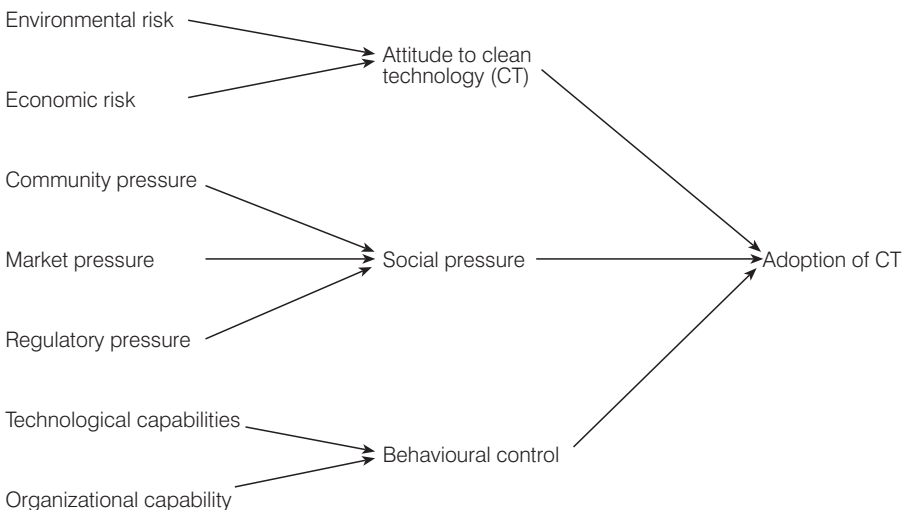 Environmental risk
Economic risk
Attitude to clean
technology (CT)
Community pressure
Market pressure
Regulatory pressure
Social pressure
Technological capabilities
Organizational capability
Behavioural control
Adoption of CT